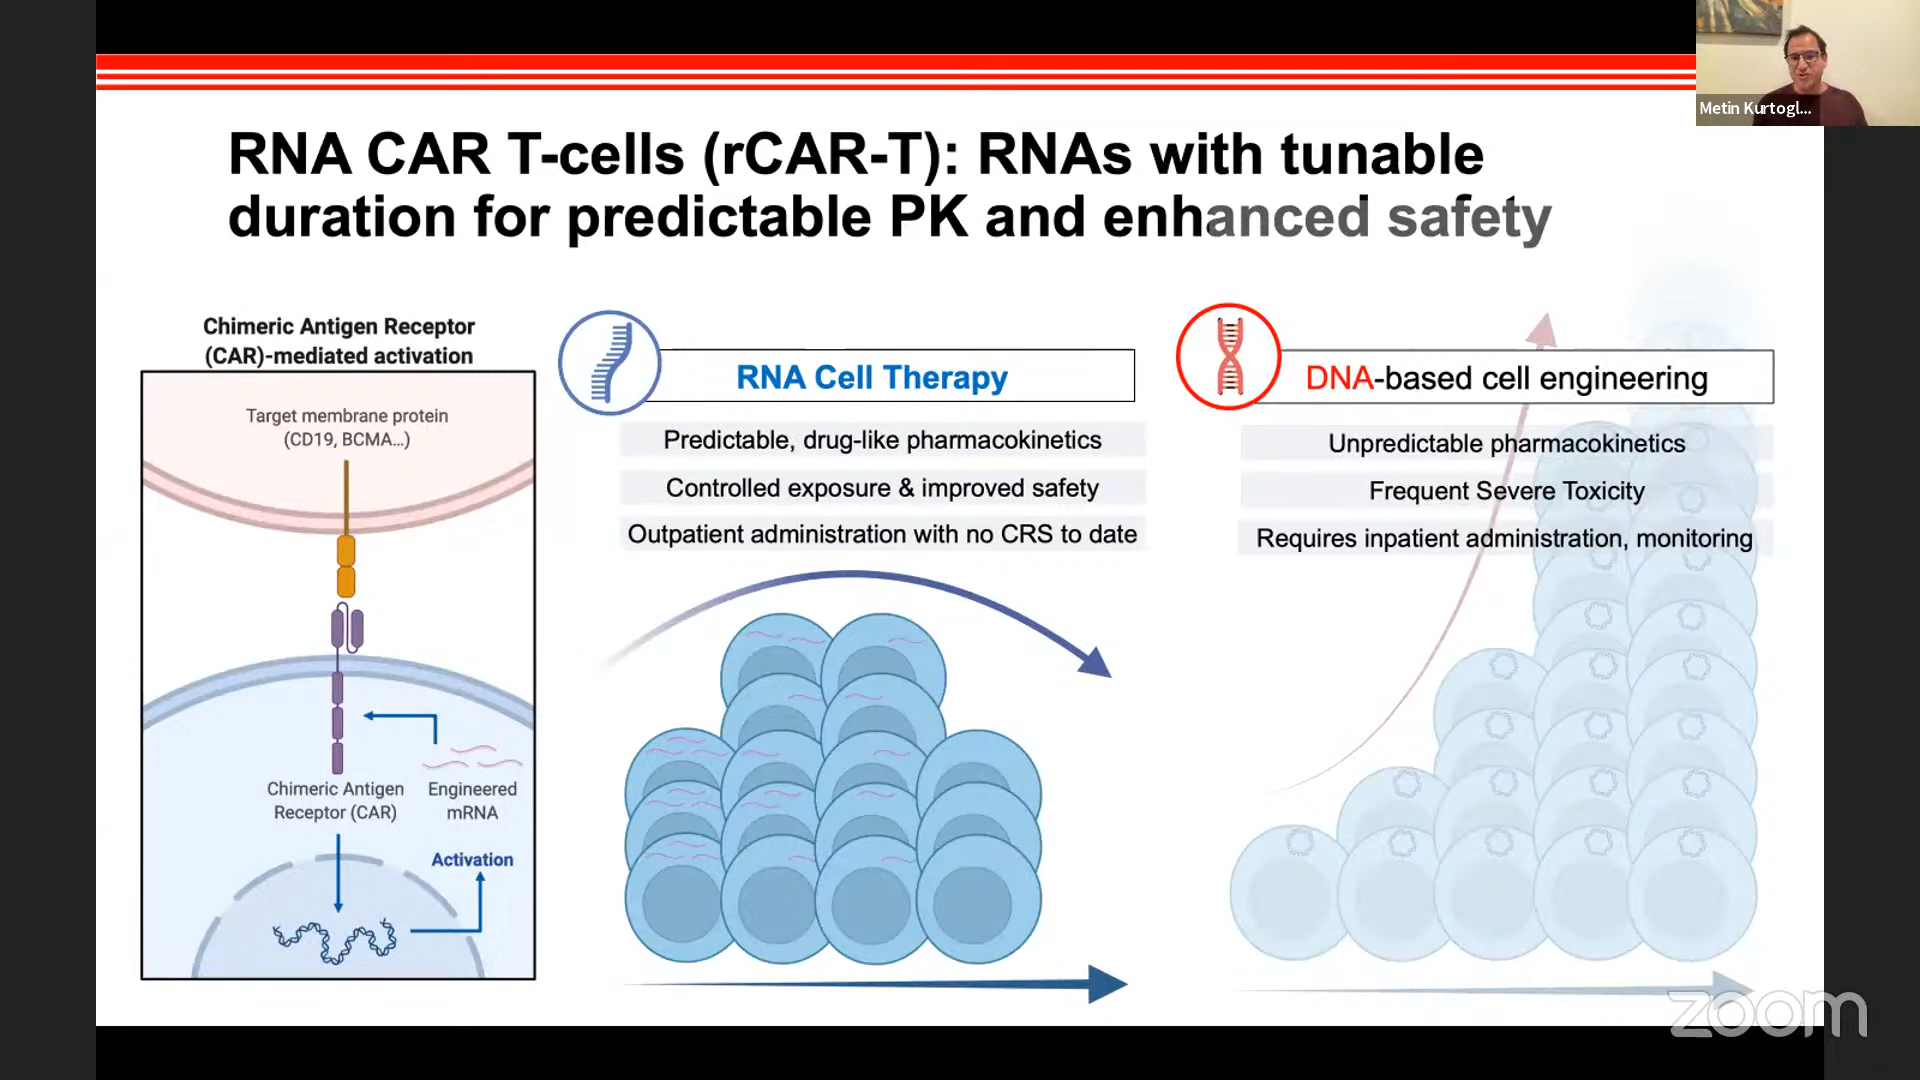 Metin Kurtogl...
RNA CAR T-cells (rCAR-T): RNAs with tunable
duration for predictable PK and enhanced safety
Chimeric Antigen Receptor
(CAR)-mediated activation
Target membrane protein
(CD19, BCMA...)
Chimeric Antigen
Receptor (CAR)
Engineered
mRNA
Activation
RNA Cell Therapy
Predictable, drug-like pharmacokinetics
Controlled exposure & improved safety
Outpatient administration with no CRS to date
DNA-based cell engineering
Unpredictable pharmacokinetics
Frequent Severe Toxicity
Requires inpatient administration, monitoring
zoom